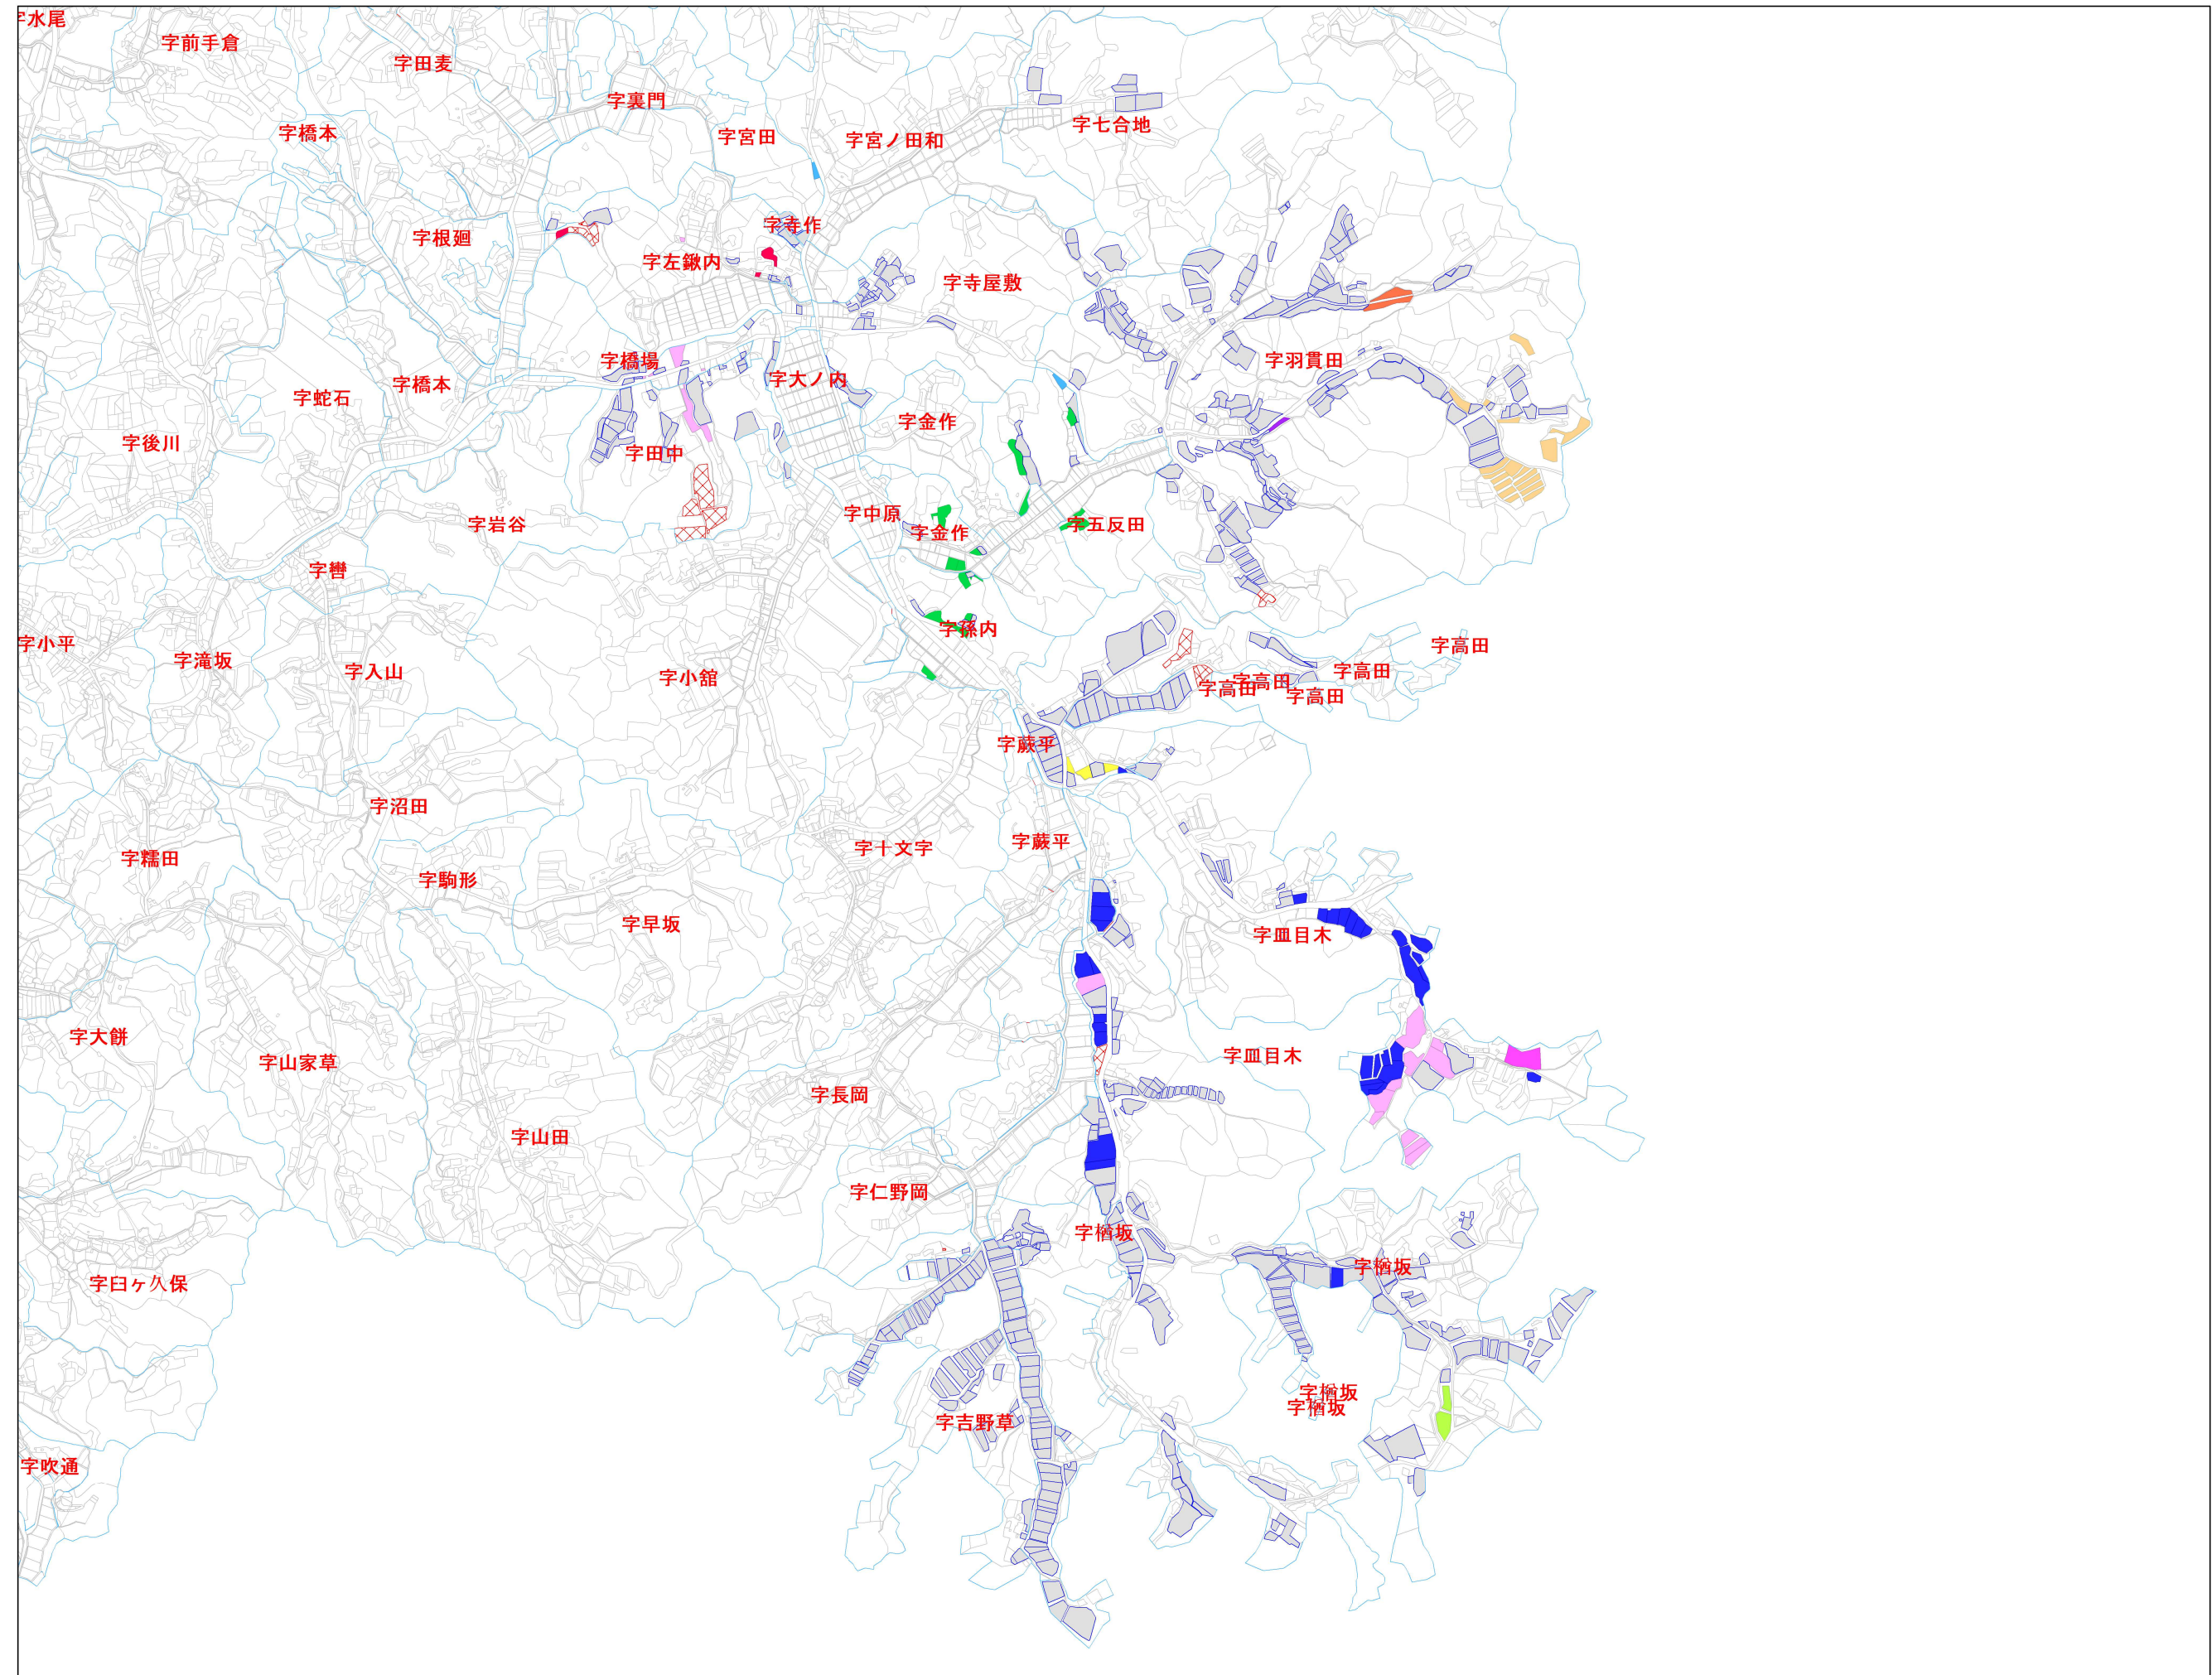 字水尾
字前手倉
字田麦
字裏門
字橋本
字宮田
字宮ノ田和
字七合地
字寺作
字根廻
字左鍬内
字寺屋敷
字橋場
字羽貫田
字大ノ内
字橋本
字蛇石
字金作
字後川
字田中
字中原
字岩谷
字五反田
字金作
字轡
字孫内
字小平
字高田
字滝坂
字入山
字高田
字小舘
字高田
字高田
字高田
字蕨平
字沼田
字蕨平
字十文字
字糯田
字駒形
字早坂
字皿目木
字大餅
字皿目木
字山家草
字長岡
字山田
字仁野岡
字楢坂
字楢坂
字臼ヶ久保
字楢坂
字楢坂
字吉野草
字吹通